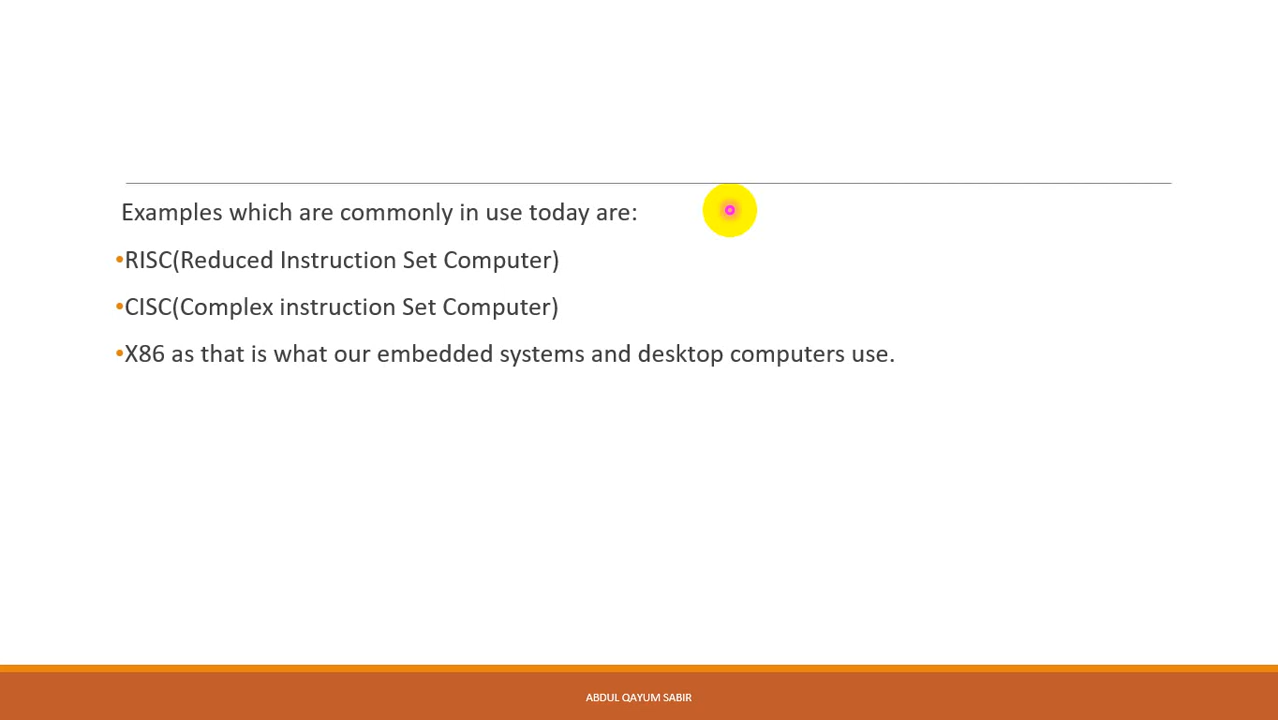 Examples which are commonly in use today are:
•RISC(Reduced Instruction Set Computer)
•CISC(Complex instruction Set Computer)
•X86 as that is what our embedded systems and desktop computers use.
ABDUL QAYUM SABIR